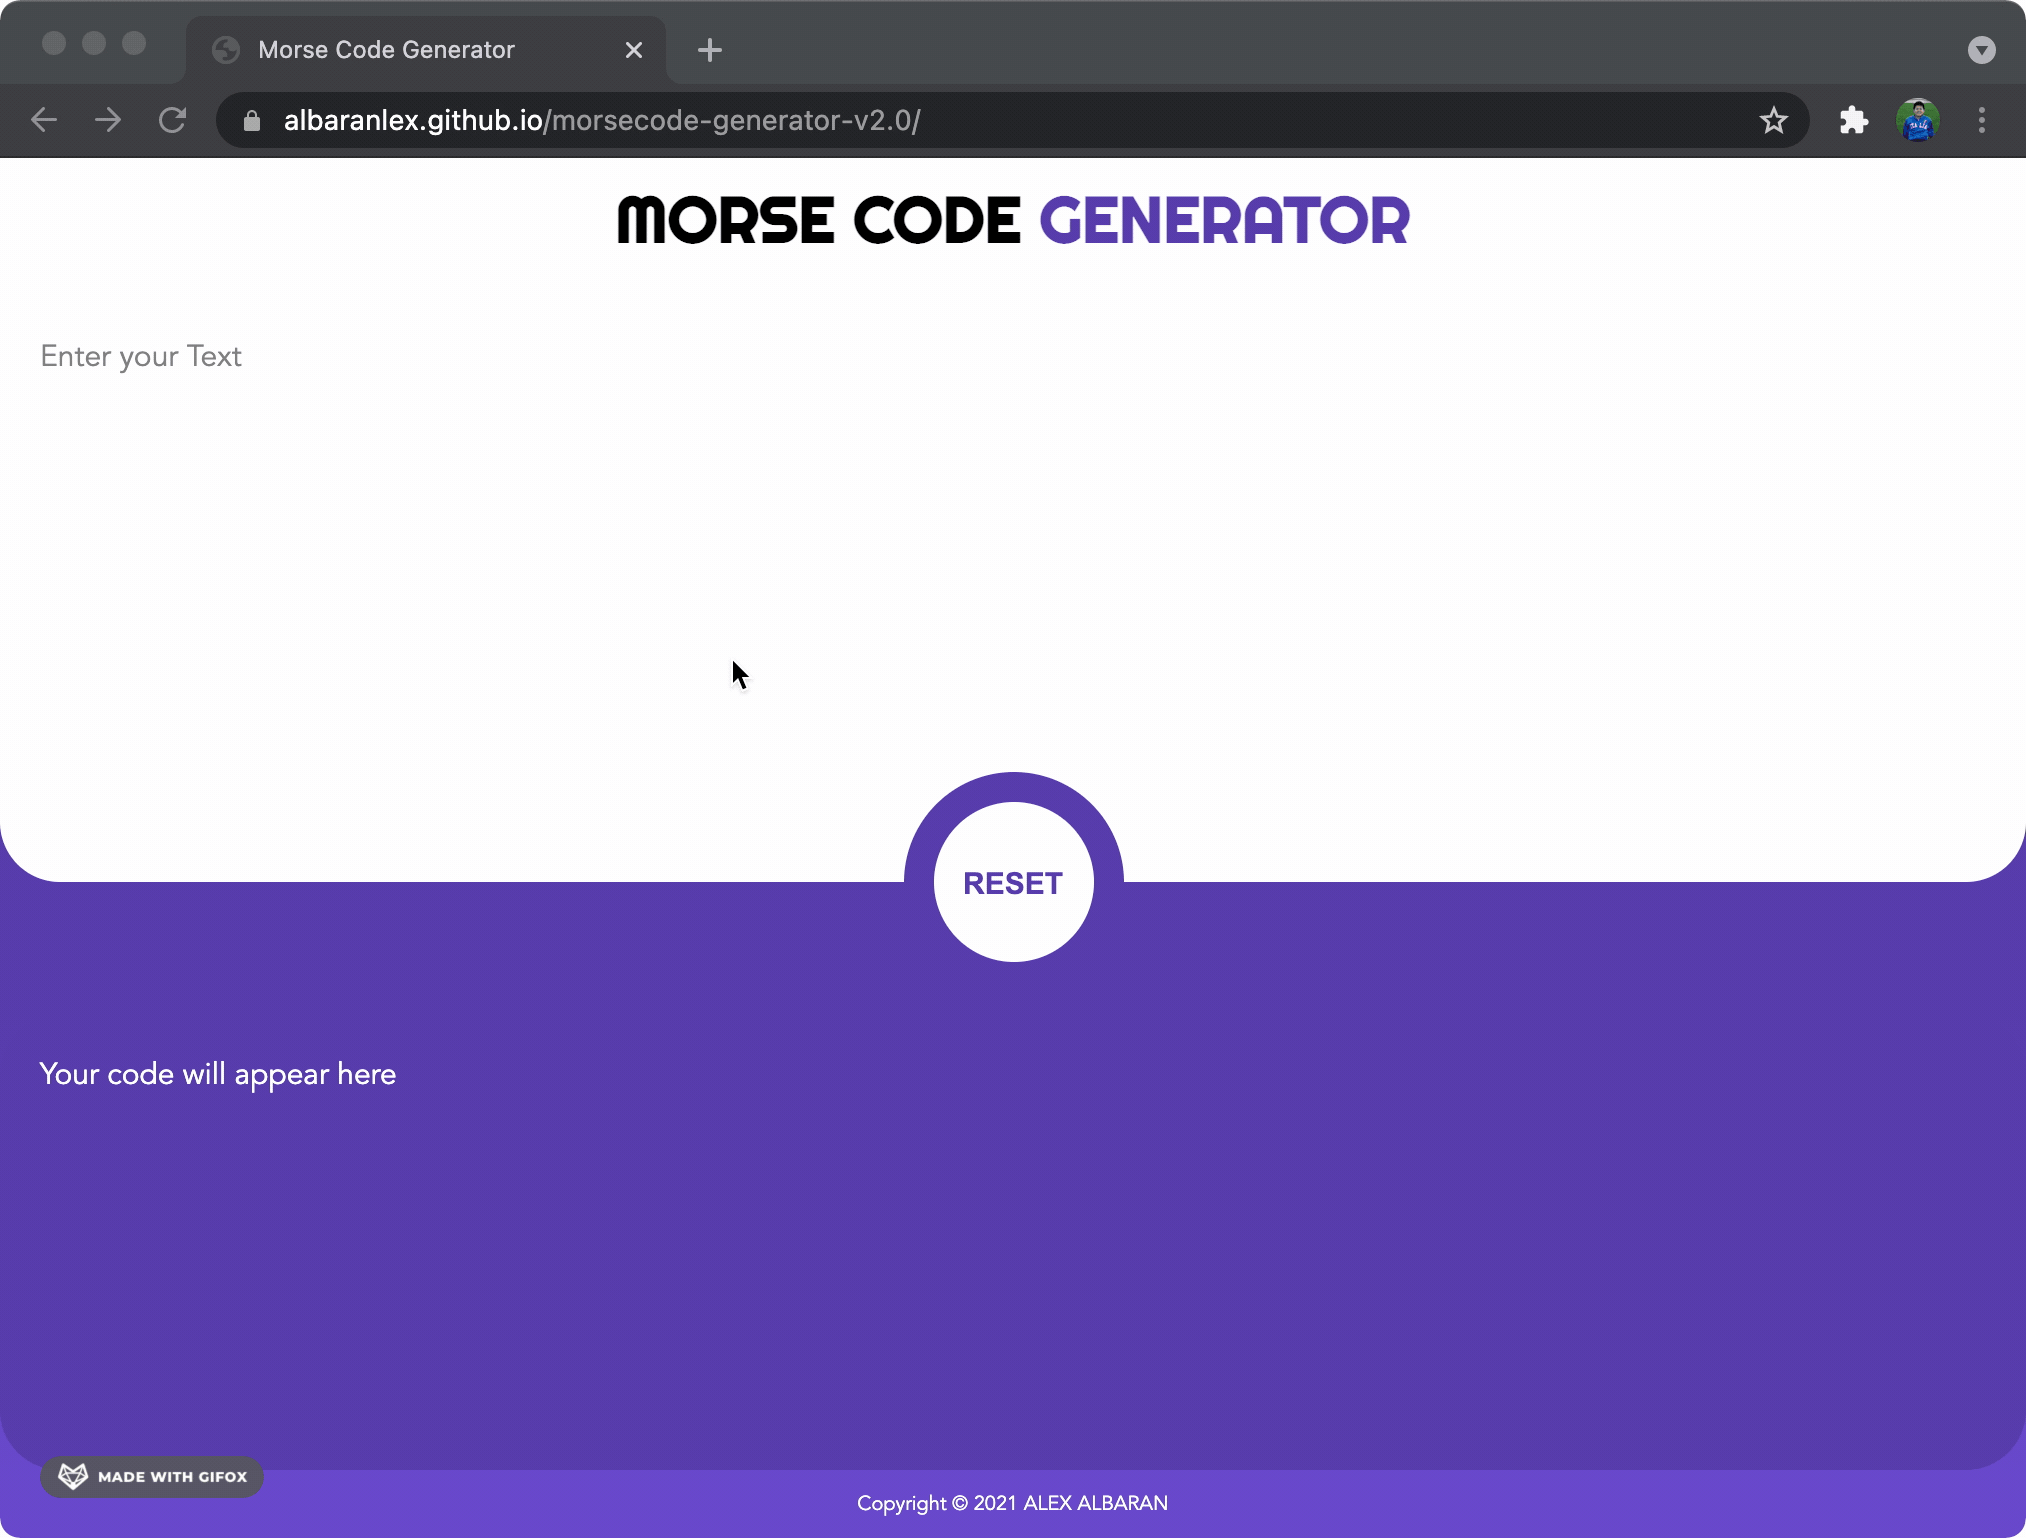 Morse Code Generator
albaranlex.github.io/morsecode-generator-v2.0/
MORSE CODE GENERATOR
Enter your Text
RESET
Your code will appear here
MADE WITH GIFOX
Copyright © 2021 ALEX ALBARAN